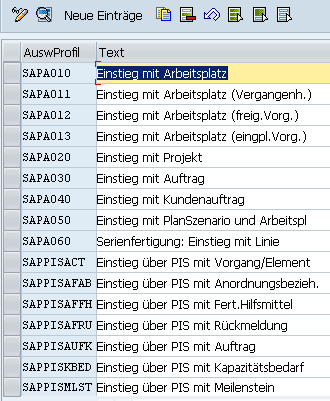 Neue Einträge
AuswProfil Text
SAPA010 Einstieg mit Arbeitsplatz
SAPA011 Einstieg mit Arbeitsplatz (Vergangenh.)
SAPA012 Einstieg mit Arbeitsplatz (freig.Vorg.)
SAPA013 Einstieg mit Arbeitsplatz (eingpl.Vorg.)
SAPA020 Einstieg mit Projekt
SAPA030 Einstieg mit Auftrag
SAPA040 Einstieg mit Kundenauftrag
SAPA050 Einstieg mit PlanSzenario und Arbeitspl
SAPA060 Serienfertigung: Einstieg mit Linie
SAPPISACT Einstieg über PIS mit Vorgang/Element
SAPPISAFAB Einstieg über PIS mit Anordnungsbezieh.
SAPPISAFFH Einstieg über PIS mit Fert.Hilfsmittel
SAPPISAFRU Einstieg über PIS mit Rückmeldung
SAPPISAUFK Einstieg über PIS mit Auftrag
SAPPISKBED Einstieg über PIS mit Kapazitätsbedarf
SAPPISMLST Einstieg über PIS mit Meilenstein